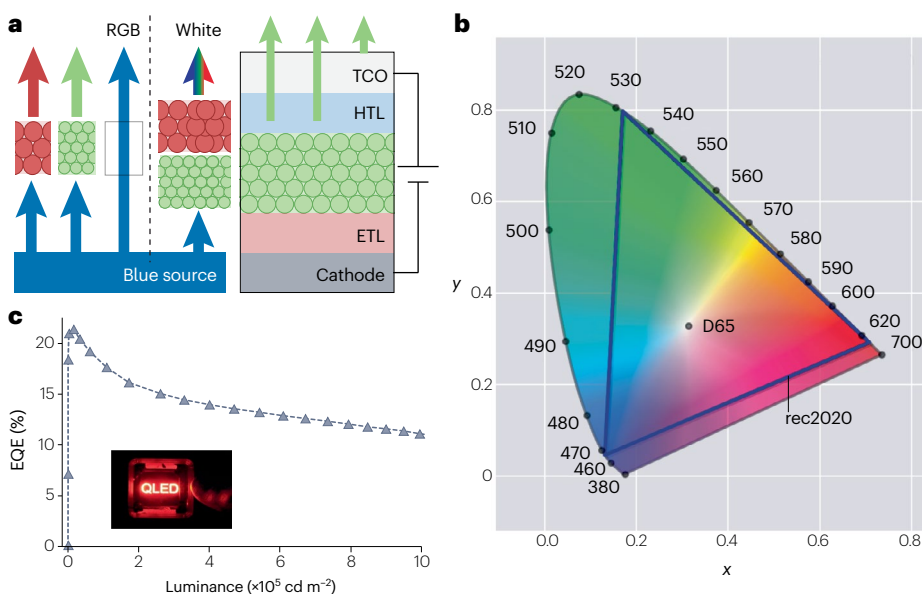 a
RGB
White
Blue source
TCO
HTL
ETL
Cathode
b
0.8
0.6
0.4
0.2
0
0.0
0.2
0.4
0.6
0.8
y
x
520
530
540
550
560
570
580
590
600
620
700
510
500
490
480
470
460
380
D65
rec2020
c
20
15
10
5
0
EQE (%)
0
2
4
6
8
10
Luminance (×10⁵ cd m⁻²)
QLED